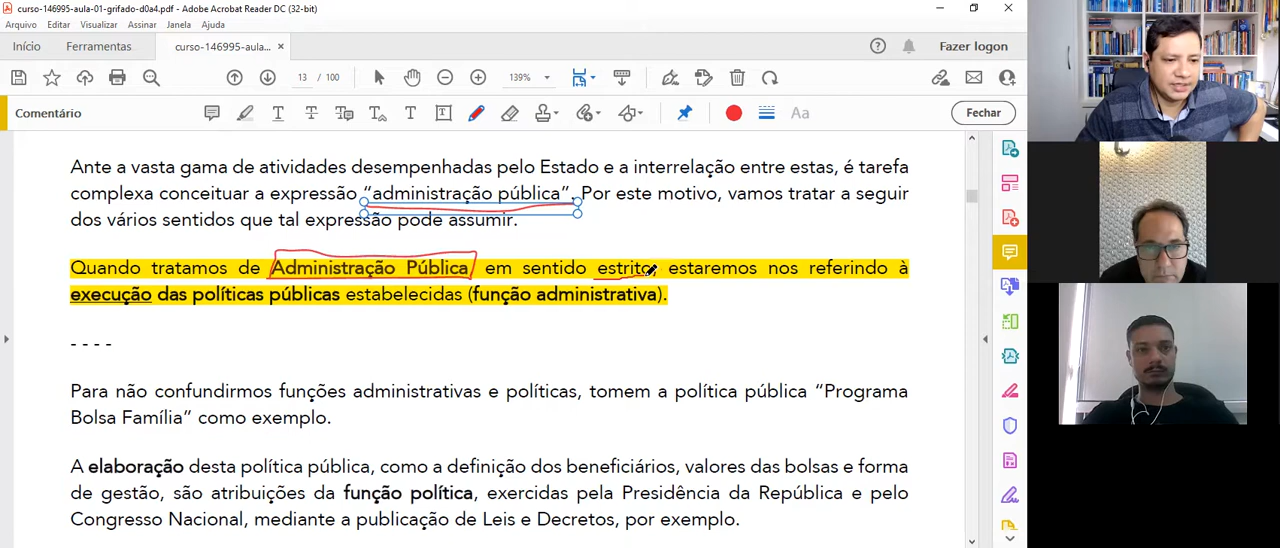 curso-146995-aula-01-grifado-d0a4.pdf - Adobe Acrobat Reader DC (32-bit)
Arquivo Editar Visualizar Assinar Janela Ajuda
Início Ferramentas curso-146995-aula... × Fazer logon
13 / 100 139%
Comentário Aa Fechar
Ante a vasta gama de atividades desempenhadas pelo Estado e a interrelação entre estas, é tarefa
complexa conceituar a expressão “administração pública”. Por este motivo, vamos tratar a seguir
dos vários sentidos que tal expressão pode assumir.
Quando tratamos de Administração Pública em sentido estrito estaremos nos referindo à
execução das políticas públicas estabelecidas (função administrativa).
- - - -
Para não confundirmos funções administrativas e políticas, tomem a política pública “Programa
Bolsa Família” como exemplo.
A elaboração desta política pública, como a definição dos beneficiários, valores das bolsas e forma
de gestão, são atribuições da função política, exercidas pela Presidência da República e pelo
Congresso Nacional, mediante a publicação de Leis e Decretos, por exemplo.